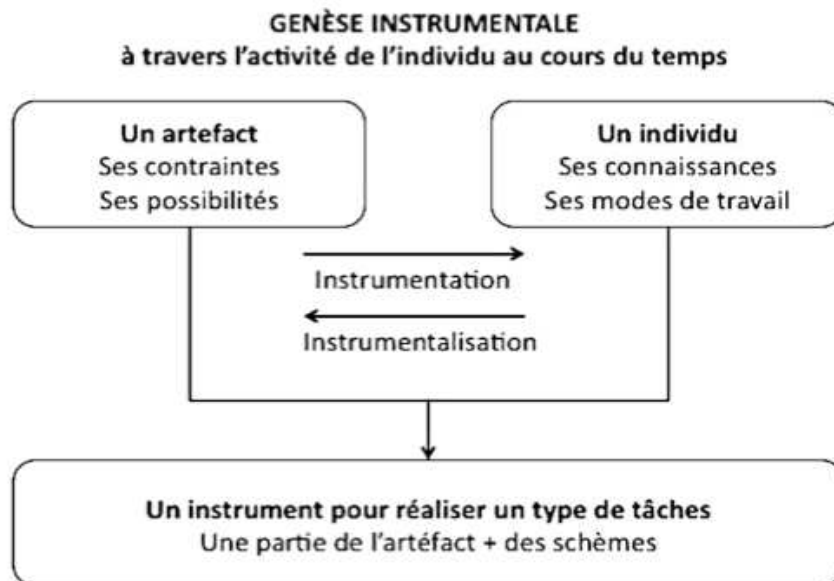 GENÈSE INSTRUMENTALE
à travers l’activité de l’individu au cours du temps
Un artefact
Ses contraintes
Ses possibilités
Un individu
Ses connaissances
Ses modes de travail
Instrumentation
Instrumentalisation
Un instrument pour réaliser un type de tâches
Une partie de l’artéfact + des schèmes